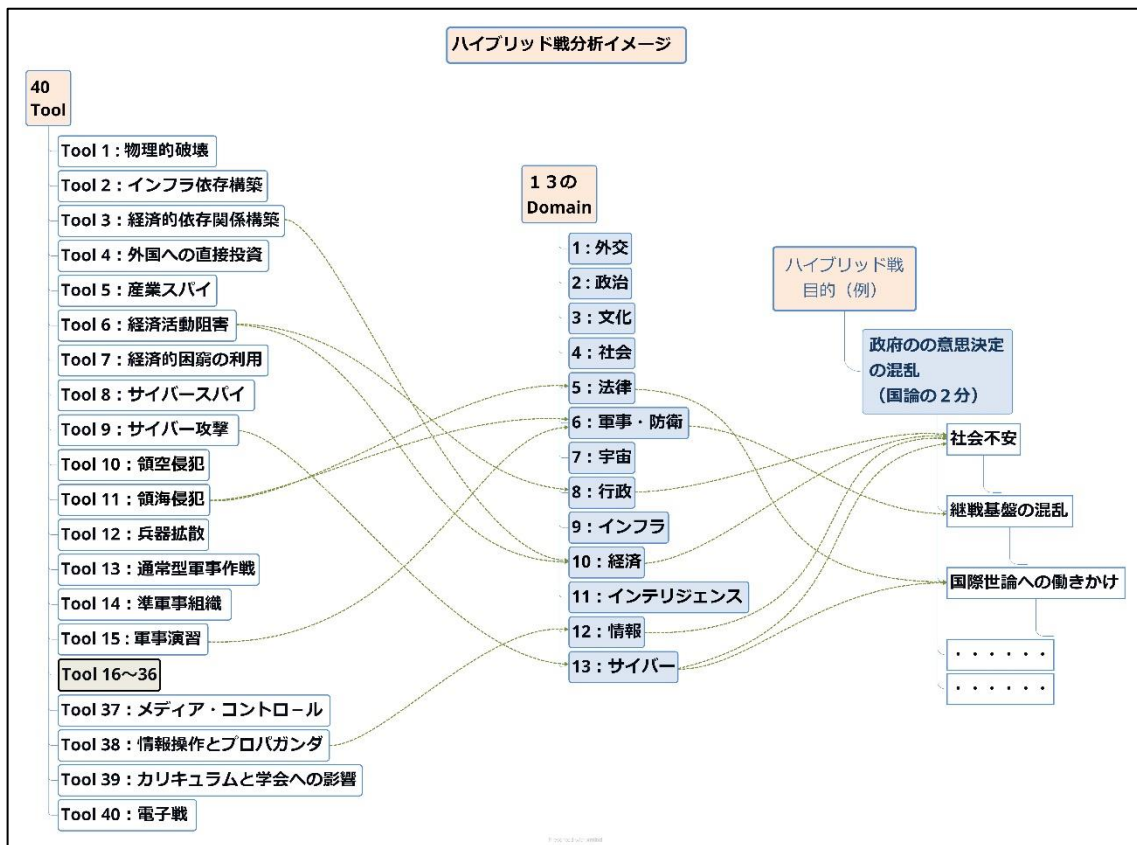 ハイブリッド戦分析イメージ
40
Tool
Tool 1：物理的破壊
Tool 2：インフラ依存構築
Tool 3：経済的依存関係構築
Tool 4：外国への直接投資
Tool 5：産業スパイ
Tool 6：経済活動阻害
Tool 7：経済的困窮の利用
Tool 8：サイバースパイ
Tool 9：サイバー攻撃
Tool 10：領空侵犯
Tool 11：領海侵犯
Tool 12：兵器拡散
Tool 13：通常型軍事作戦
Tool 14：準軍事組織
Tool 15：軍事演習
Tool 16～36
Tool 37：メディア・コントロール
Tool 38：情報操作とプロパガンダ
Tool 39：カリキュラムと学会への影響
Tool 40：電子戦
１３の
Domain
1：外交
2：政治
3：文化
4：社会
5：法律
6：軍事・防衛
7：宇宙
8：行政
9：インフラ
10：経済
11：インテリジェンス
12：情報
13：サイバー
ハイブリッド戦
目的（例）
政府のの意思決定
の混乱
（国論の２分）
社会不安
継戦基盤の混乱
国際世論への働きかけ
・・・・・・
・・・・・・